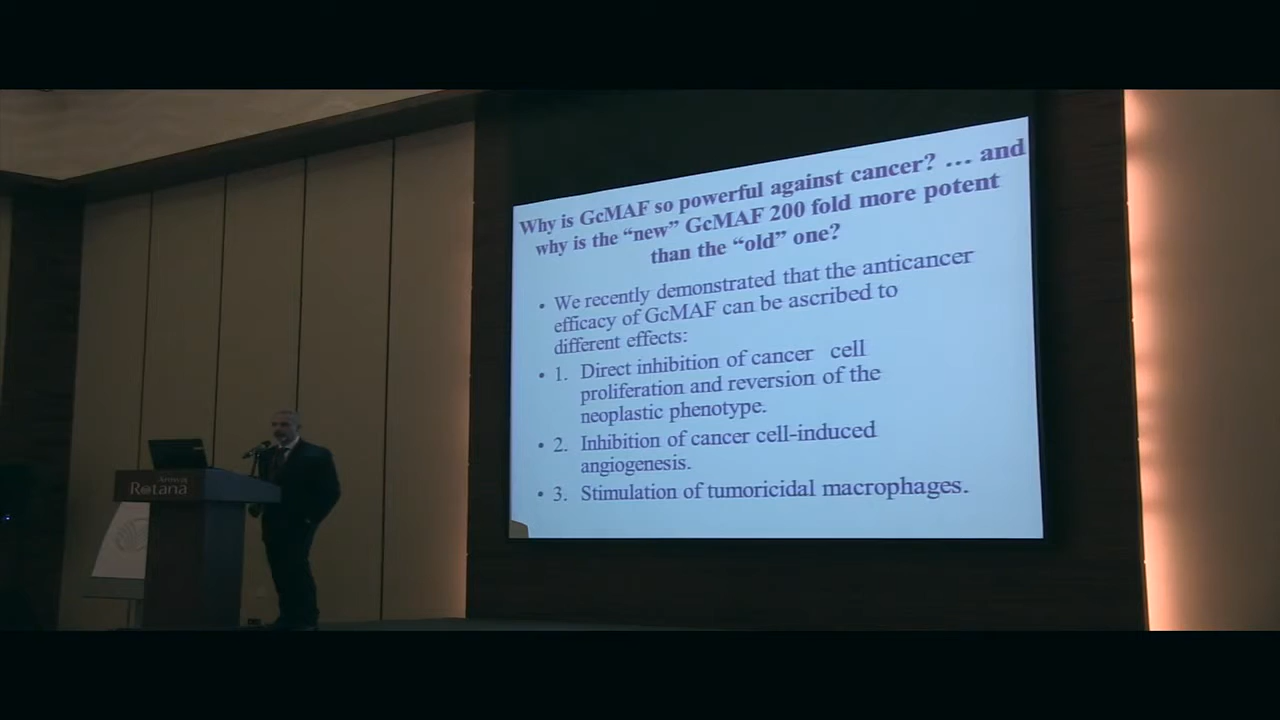 Why is GcMAF so powerful against cancer? … and
why is the “new” GcMAF 200 fold more potent
than the “old” one?
• We recently demonstrated that the anticancer
efficacy of GcMAF can be ascribed to
different effects:
• 1. Direct inhibition of cancer cell
proliferation and reversion of the
neoplastic phenotype.
• 2. Inhibition of cancer cell-induced
angiogenesis.
• 3. Stimulation of tumoricidal macrophages.
Rotana